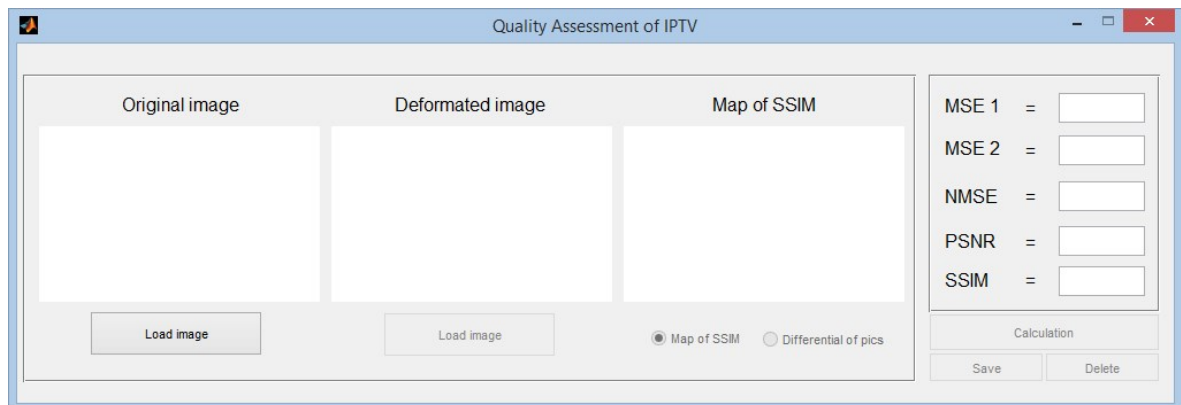 Quality Assessment of IPTV
Original image
Deformated image
Map of SSIM
Load image
Load image
Map of SSIM
Differential of pics
MSE 1 =
MSE 2 =
NMSE =
PSNR =
SSIM =
Calculation
Save
Delete